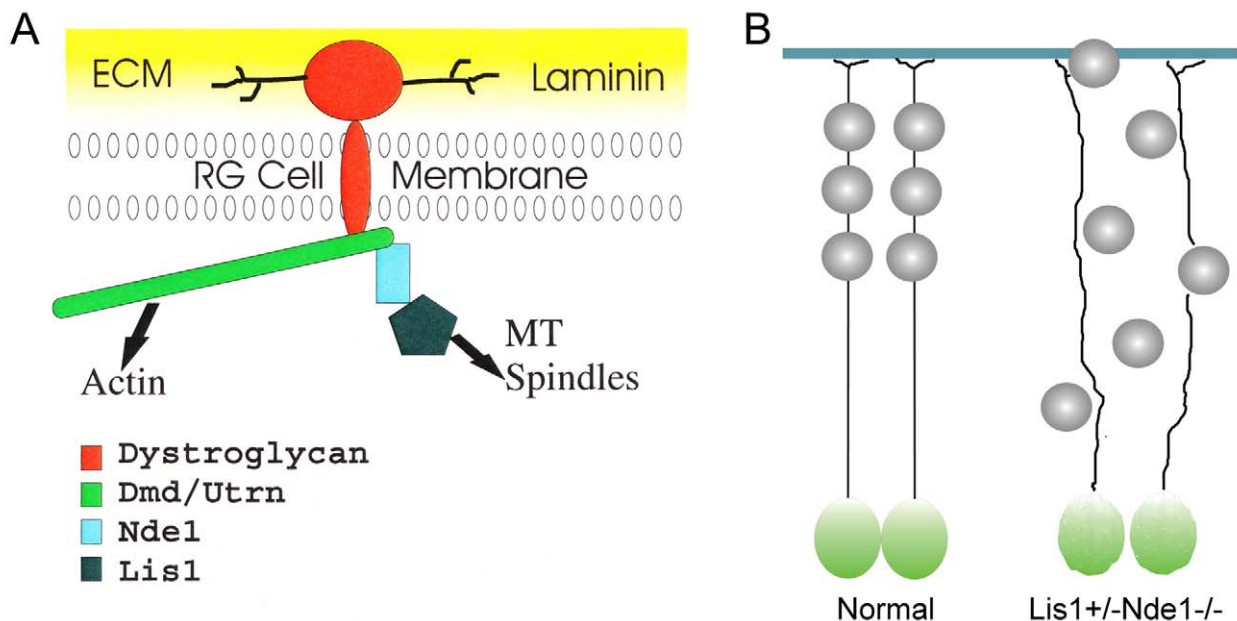 A
ECM
Laminin
RG Cell Membrane
Actin
MT
Spindles
Dystroglycan
Dmd/Utrn
Nde1
Lis1
B
Normal
Lis1+/-Nde1-/-